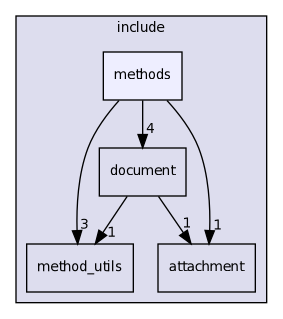 include
methods
4
document
3
1
1
1
method_utils
attachment